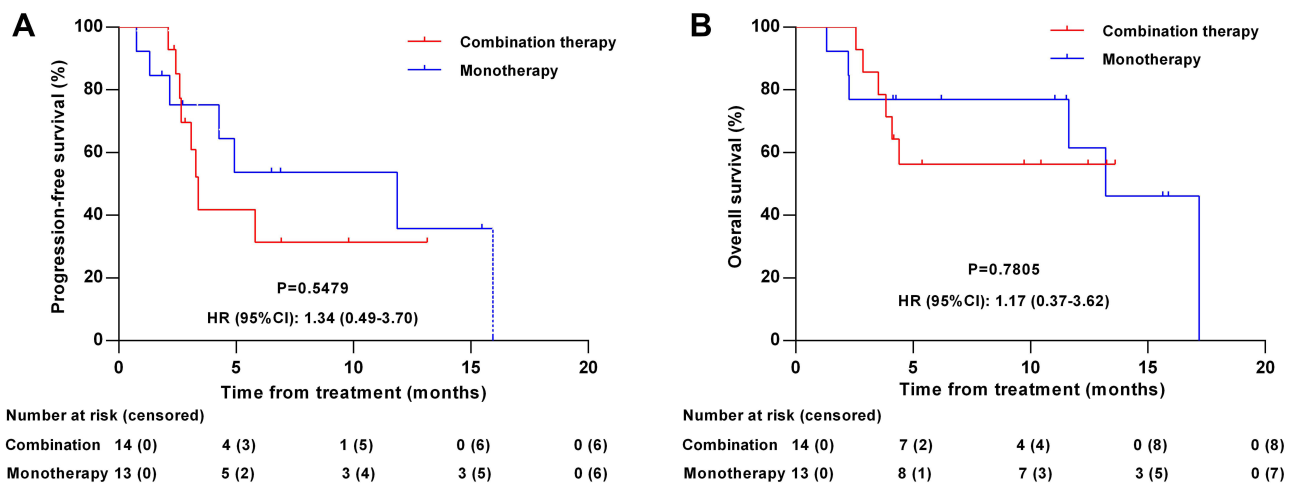 A
Progression-free survival (%)
100
80
60
40
20
0
Combination therapy
Monotherapy
P=0.5479
HR (95%CI): 1.34 (0.49-3.70)
0 5 10 15 20
Time from treatment (months)
Number at risk (censored)
Combination 14 (0) 4 (3) 1 (5) 0 (6) 0 (6)
Monotherapy 13 (0) 5 (2) 3 (4) 3 (5) 0 (6)
B
Overall survival (%)
100
80
60
40
20
0
Combination therapy
Monotherapy
P=0.7805
HR (95%CI): 1.17 (0.37-3.62)
0 5 10 15 20
Time from treatment (months)
Number at risk (censored)
Combination 14 (0) 7 (2) 4 (4) 0 (8) 0 (8)
Monotherapy 13 (0) 8 (1) 7 (3) 3 (5) 0 (7)